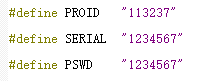 #define PROID "113237"
#define SERIAL "1234567"
#define PSWD "1234567"